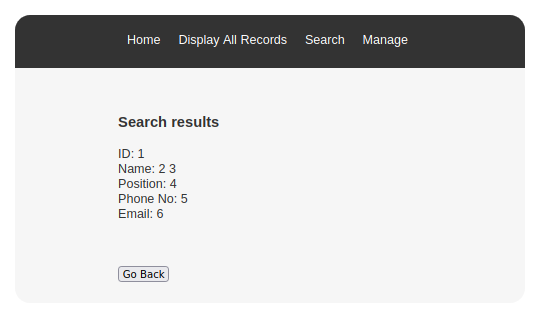 Home Display All Records Search Manage
Search results
ID: 1
Name: 2 3
Position: 4
Phone No: 5
Email: 6
Go Back